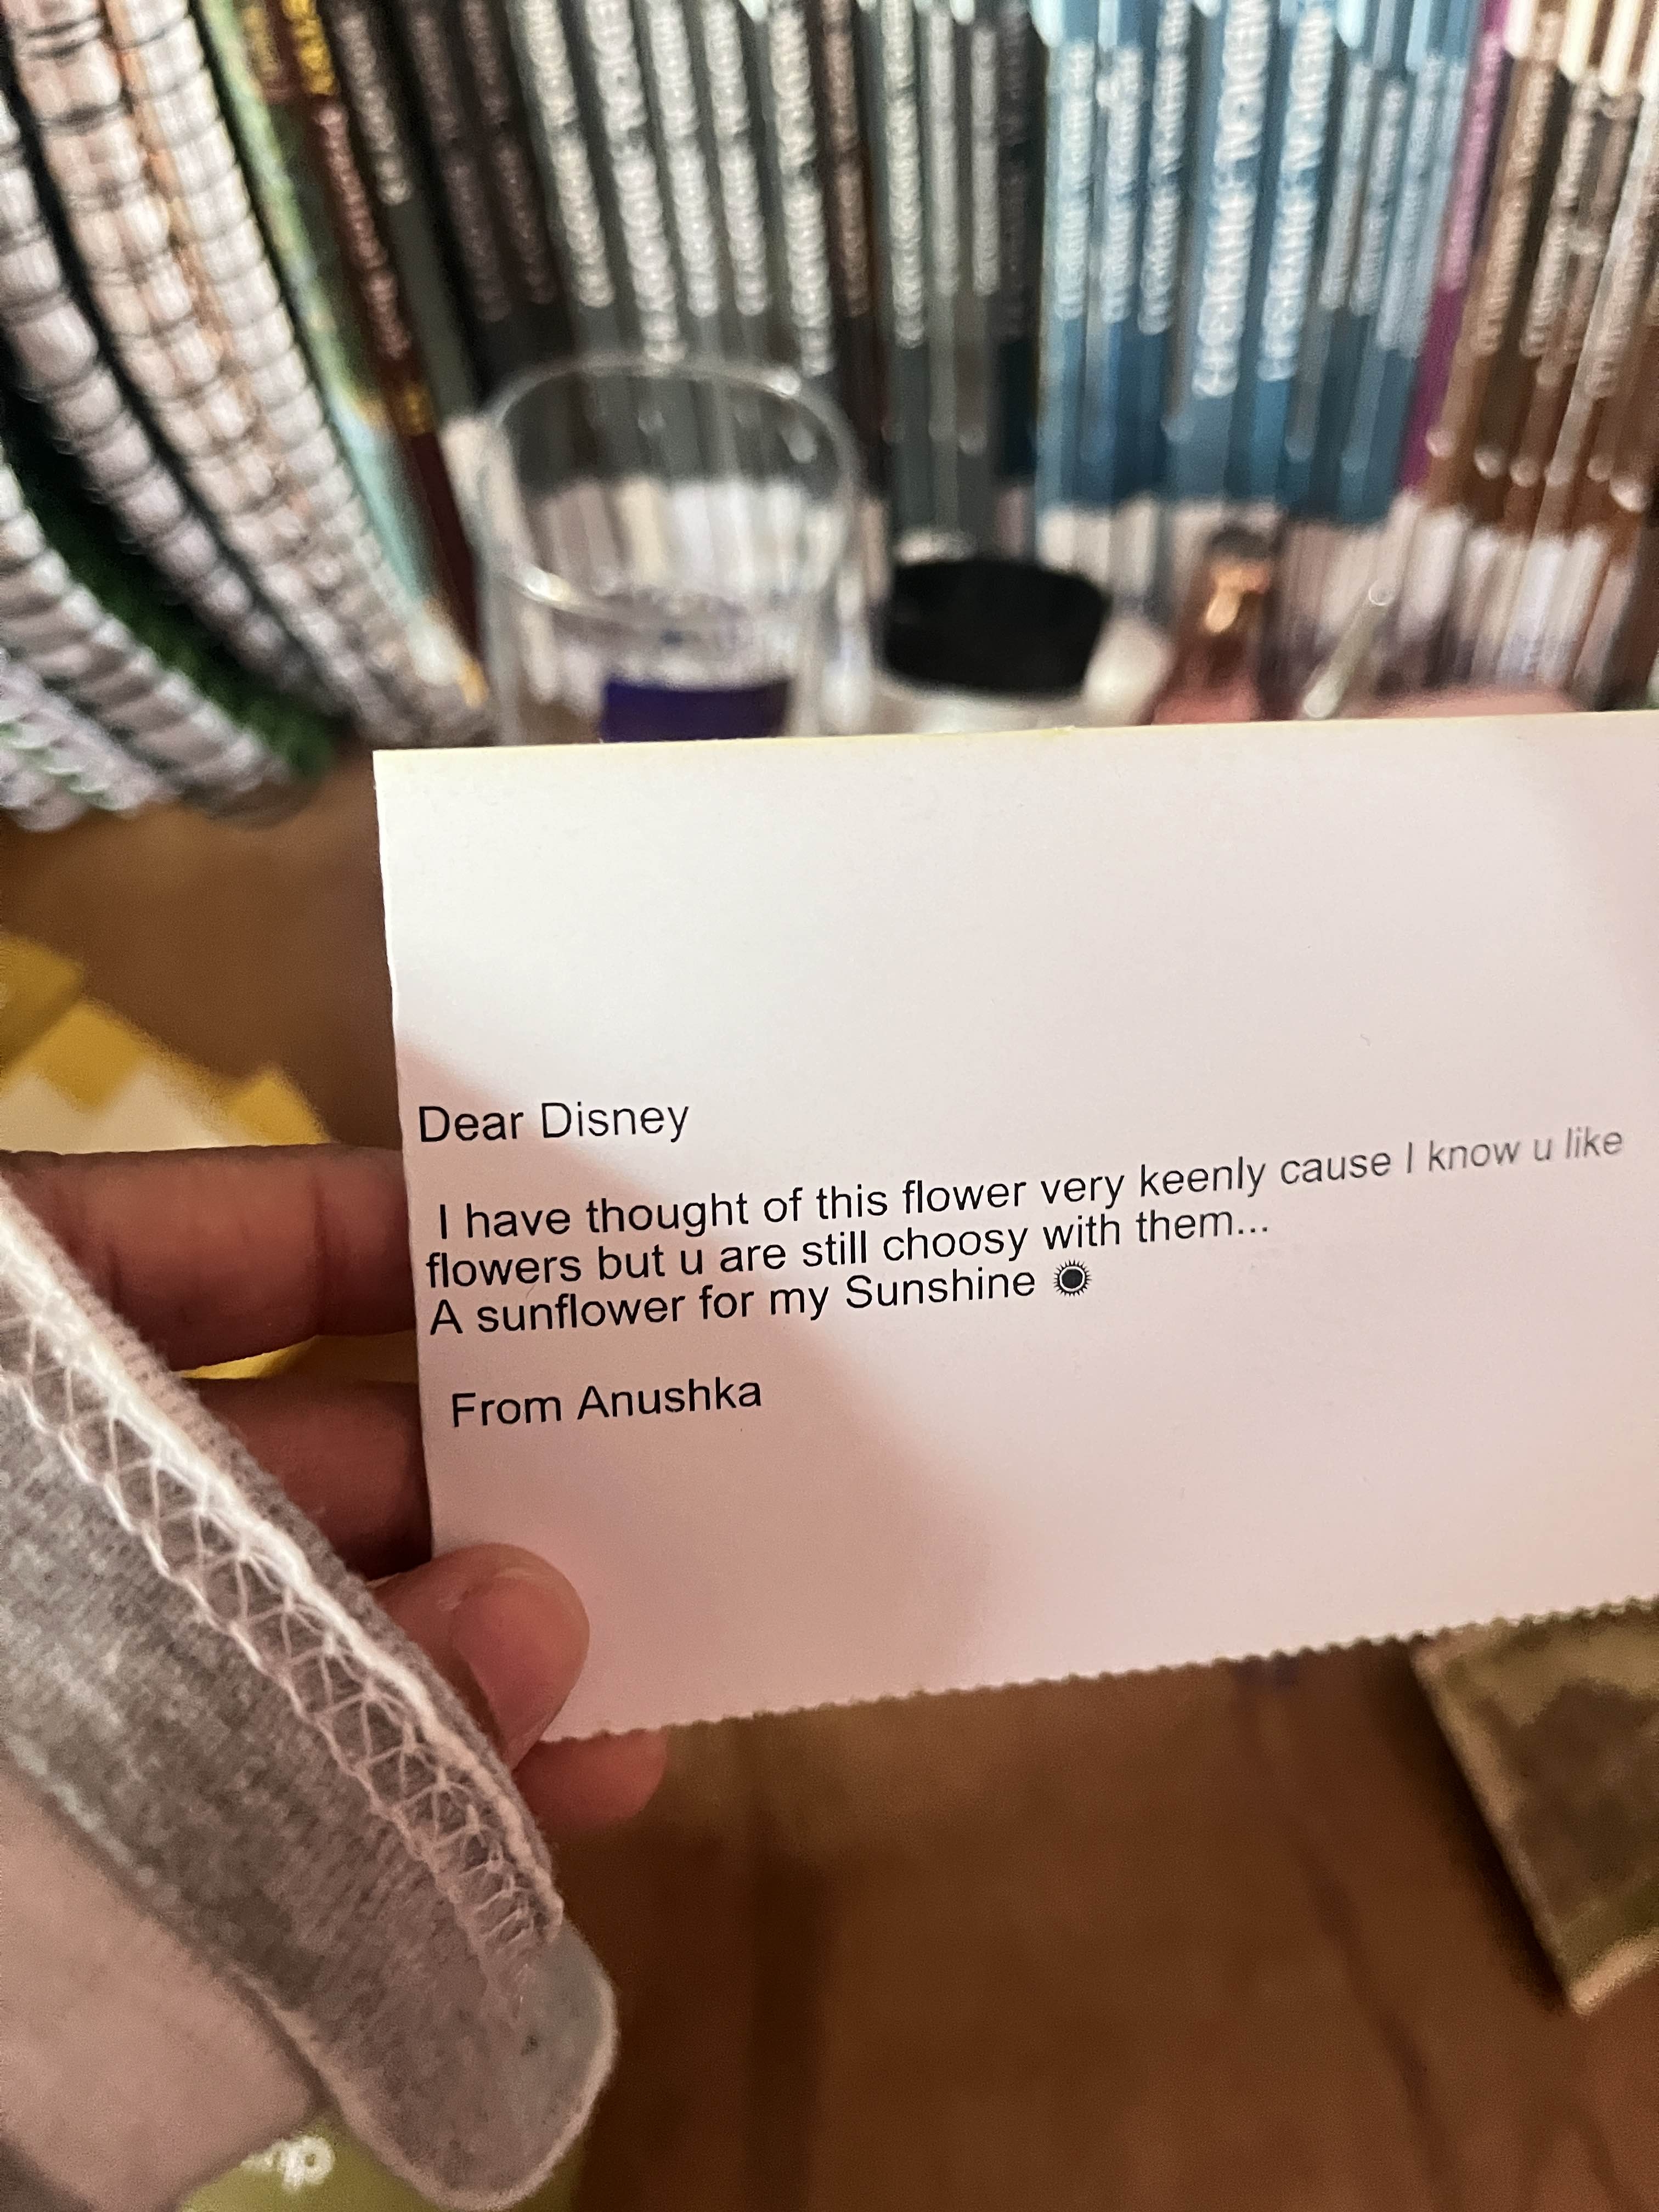 Dear Disney
I have thought of this flower very keenly cause I know u like
flowers but u are still choosy with them...
A sunflower for my Sunshine ☀
From Anushka